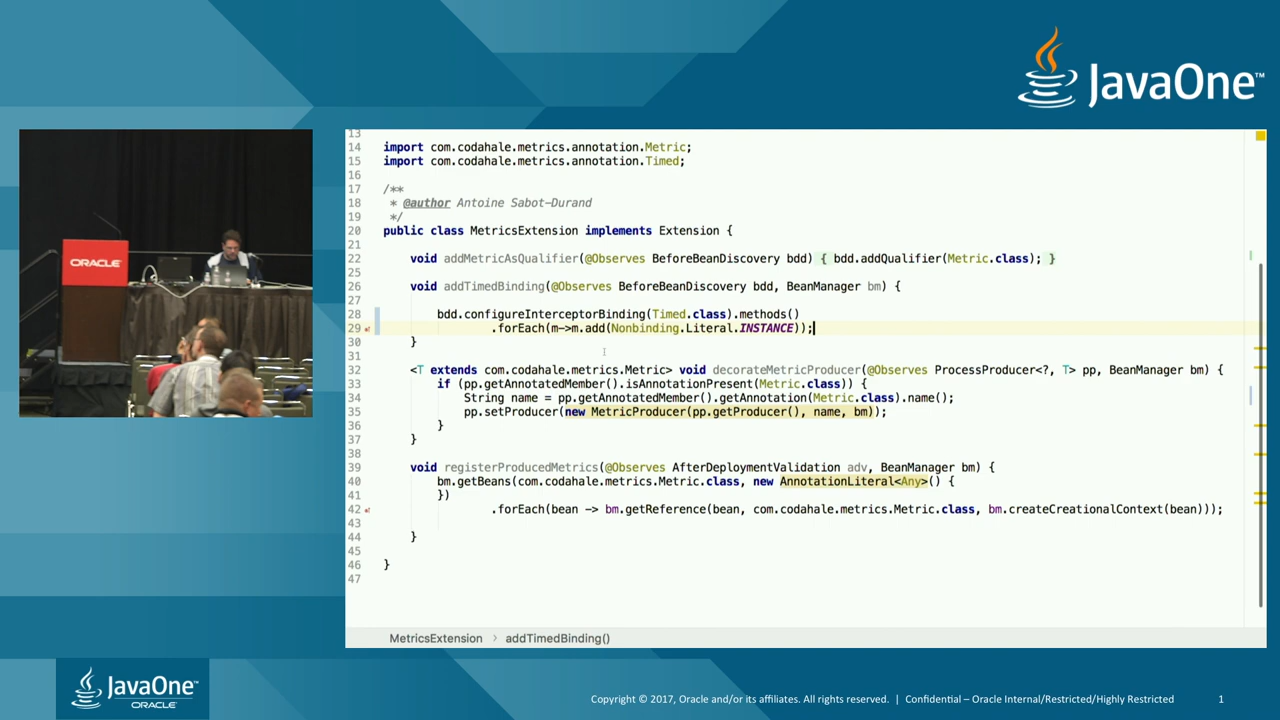 JavaOne™
ORACLE
13
14 import com.codahale.metrics.annotation.Metric;
15 import com.codahale.metrics.annotation.Timed;
16
17 /**
18 * @author Antoine Sabot-Durand
19 */
20 public class MetricsExtension implements Extension {
21
22 void addMetricAsQualifier(@Observes BeforeBeanDiscovery bdd) { bdd.addQualifier(Metric.class); }
25
26 void addTimedBinding(@Observes BeforeBeanDiscovery bdd, BeanManager bm) {
27
28 bdd.configureInterceptorBinding(Timed.class).methods()
29 .forEach(m->m.add(Nonbinding.Literal.INSTANCE));
30 }
31
32 <T extends com.codahale.metrics.Metric> void decorateMetricProducer(@Observes ProcessProducer<?, T> pp, BeanManager bm) {
33 if (pp.getAnnotatedMember().isAnnotationPresent(Metric.class)) {
34 String name = pp.getAnnotatedMember().getAnnotation(Metric.class).name();
35 pp.setProducer(new MetricProducer(pp.getProducer(), name, bm));
36 }
37 }
38
39 void registerProducedMetrics(@Observes AfterDeploymentValidation adv, BeanManager bm) {
40 bm.getBeans(com.codahale.metrics.Metric.class, new AnnotationLiteral<Any>() {
41 })
42 .forEach(bean -> bm.getReference(bean, com.codahale.metrics.Metric.class, bm.createCreationalContext(bean)));
43
44 }
45
46 }
47
MetricsExtension › addTimedBinding()
JavaOne™
ORACLE
Copyright © 2017, Oracle and/or its affiliates. All rights reserved. | Confidential – Oracle Internal/Restricted/Highly Restricted 1